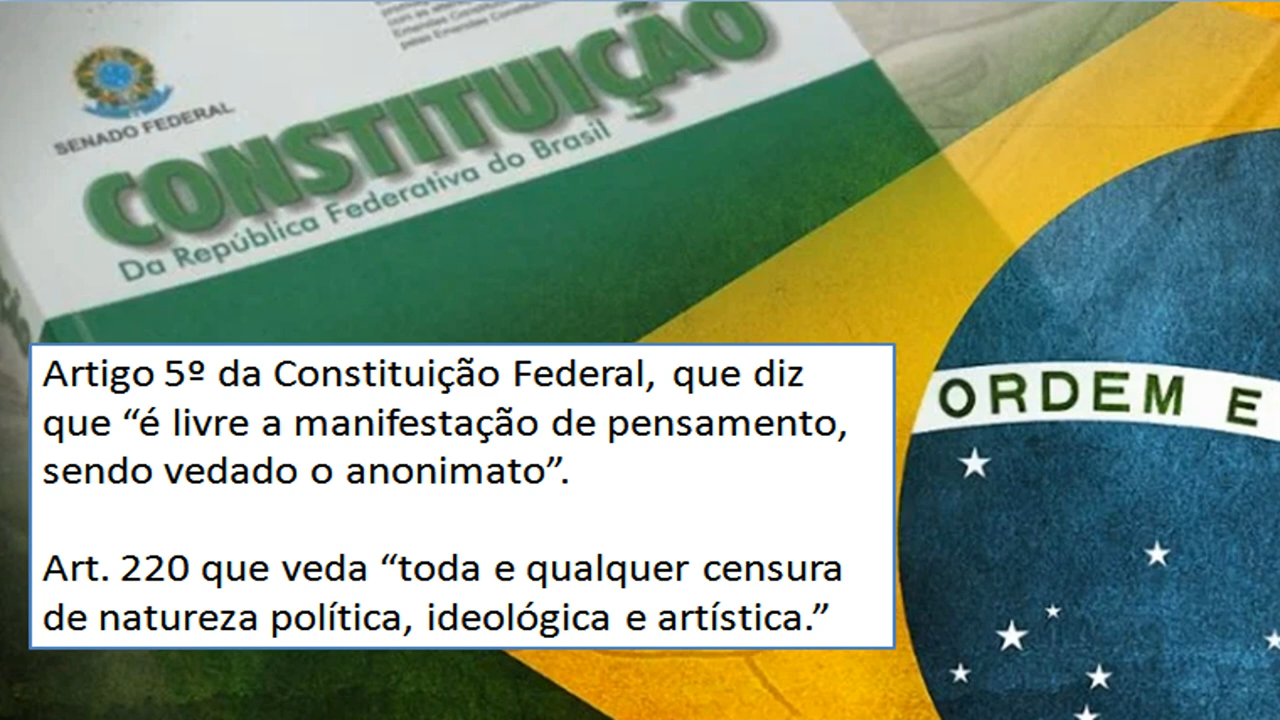 SENADO FEDERAL
CONSTITUIÇÃO
Da República Federativa do Brasil
Artigo 5º da Constituição Federal, que diz
que “é livre a manifestação de pensamento,
sendo vedado o anonimato”.
Art. 220 que veda “toda e qualquer censura
de natureza política, ideológica e artística.”
ORDEM E